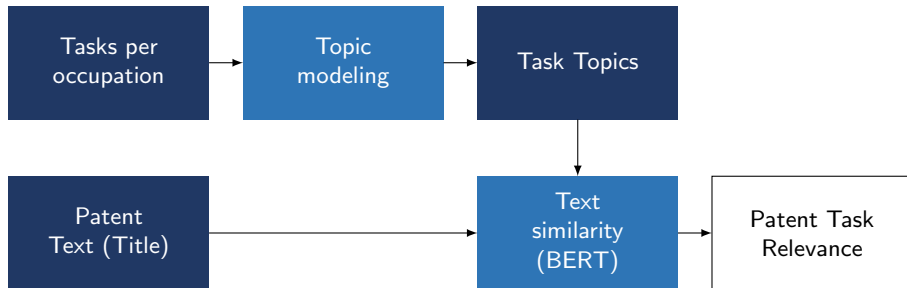 Tasks per
occupation
Topic
modeling
Task Topics
Patent
Text (Title)
Text
similarity
(BERT)
Patent Task
Relevance